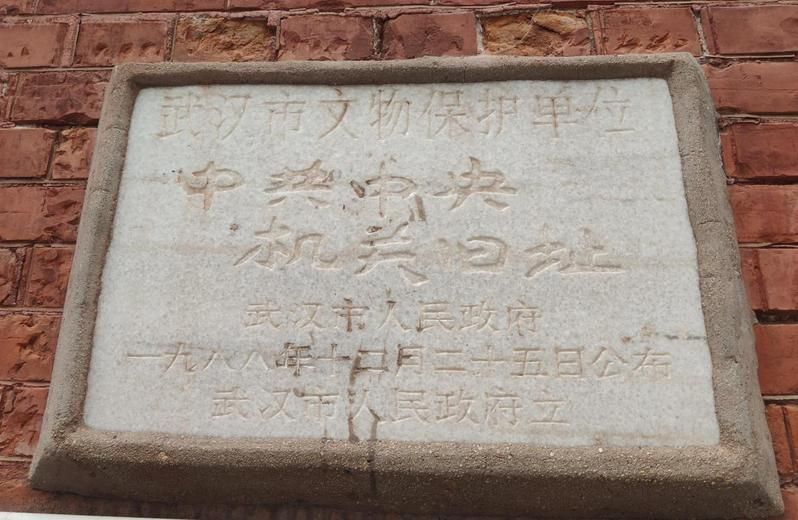 武汉市文物保护单位
中共中央
机关旧址
武汉市人民政府
一九八八年十二月二十五日公布
武汉市人民政府立